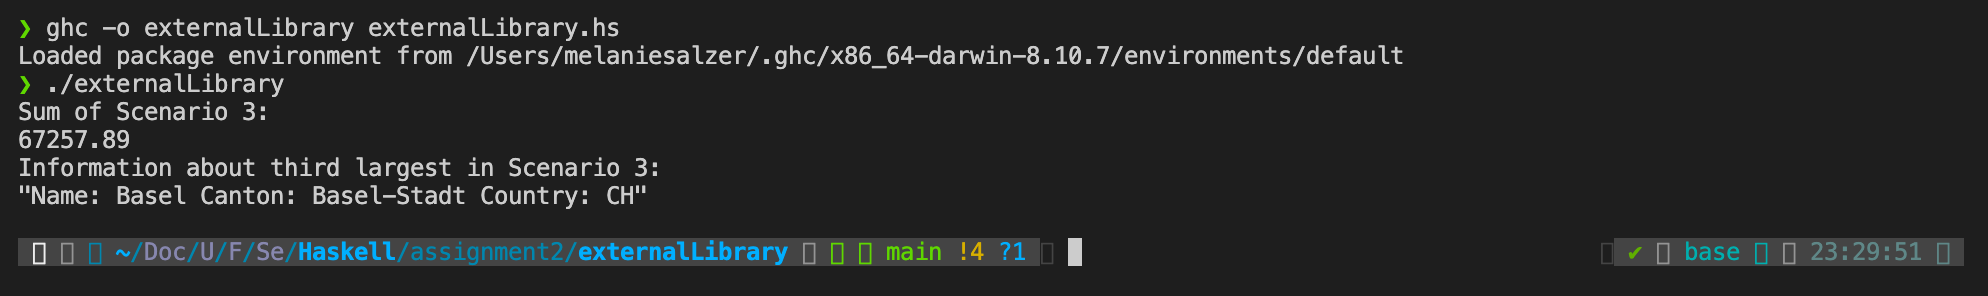 ❯ ghc -o externalLibrary externalLibrary.hs
Loaded package environment from /Users/melaniesalzer/.ghc/x86_64-darwin-8.10.7/environments/default
❯ ./externalLibrary
Sum of Scenario 3:
67257.89
Information about third largest in Scenario 3:
"Name: Basel Canton: Basel-Stadt Country: CH"
~/Doc/U/F/Se/Haskell/assignment2/externalLibrary main !4 ?1 ✔ base 23:29:51